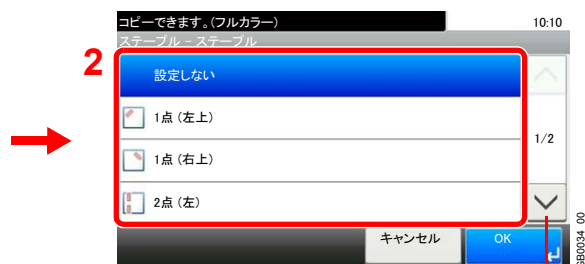 コピーできます。(フルカラー)
10:10
ステープル - ステープル
2
設定しない
1点 (左上)
1点 (右上)
1/2
2点 (左)
キャンセル
OK
GR0034_00